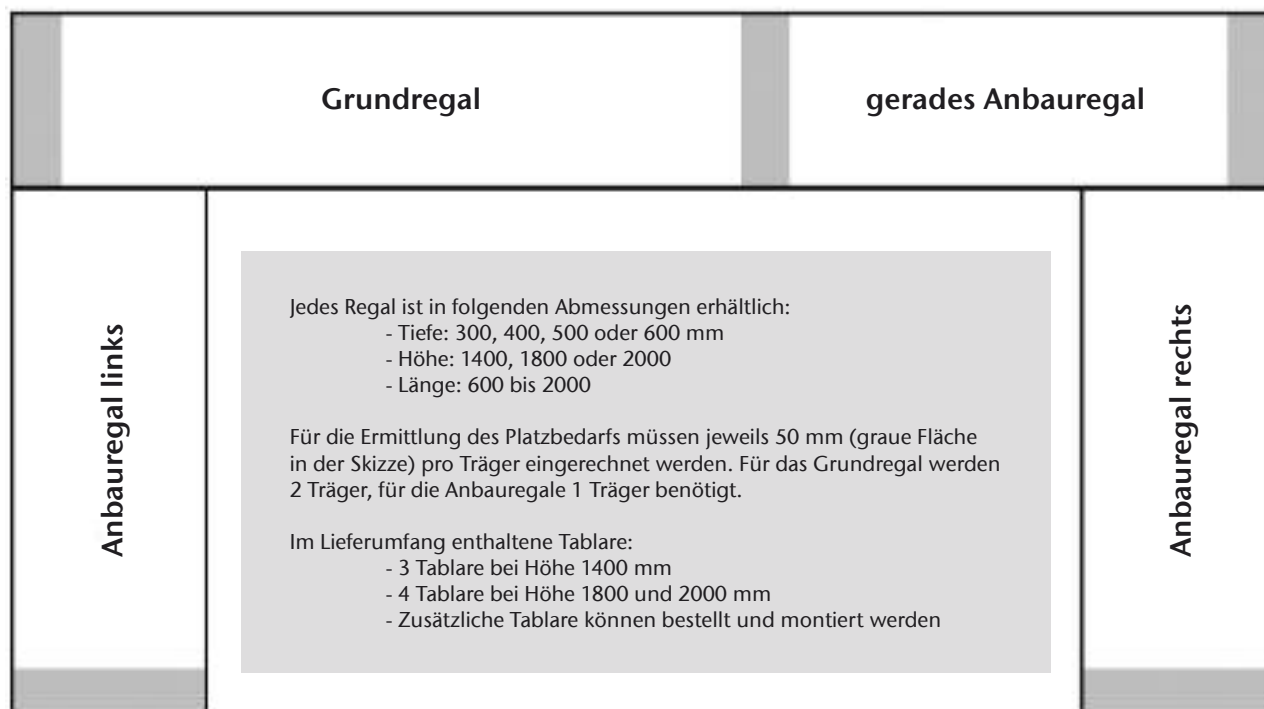 Grundregal
gerades Anbauregal
Anbauregal links
Jedes Regal ist in folgenden Abmessungen erhältlich:
- Tiefe: 300, 400, 500 oder 600 mm
- Höhe: 1400, 1800 oder 2000
- Länge: 600 bis 2000
Für die Ermittlung des Platzbedarfs müssen jeweils 50 mm (graue Fläche
in der Skizze) pro Träger eingerechnet werden. Für das Grundregal werden
2 Träger, für die Anbauregale 1 Träger benötigt.
Im Lieferumfang enthaltene Tablare:
- 3 Tablare bei Höhe 1400 mm
- 4 Tablare bei Höhe 1800 und 2000 mm
- Zusätzliche Tablare können bestellt und montiert werden
Anbauregal rechts